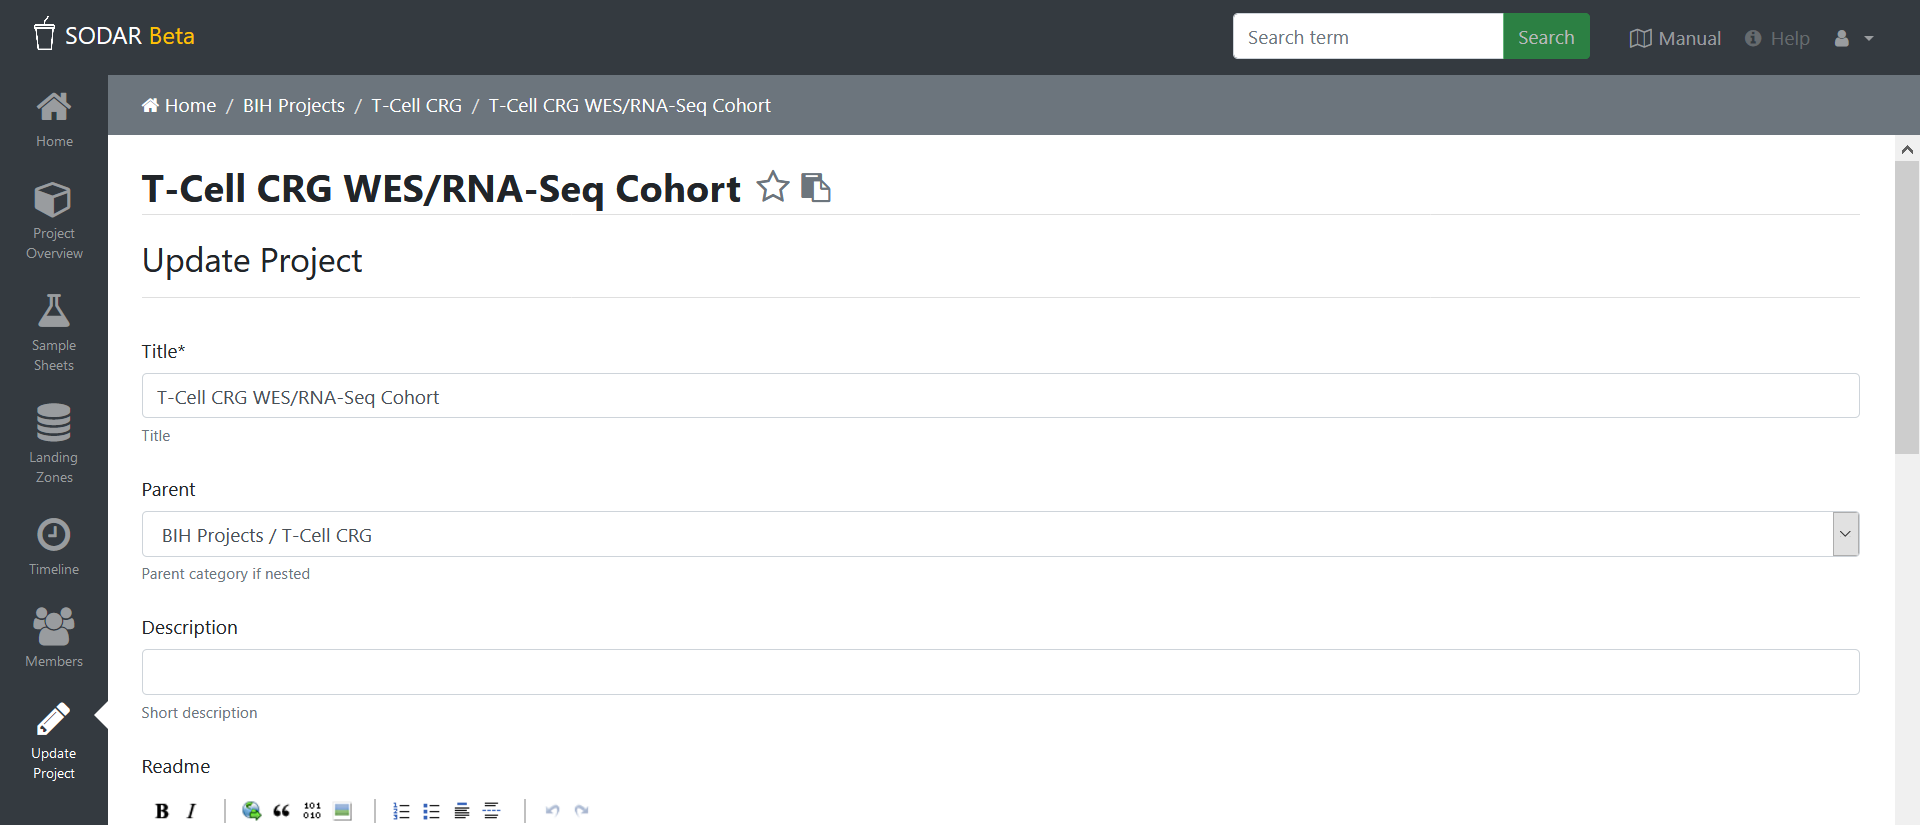 SODAR Beta
Search term
Search
Manual
Help
Home / BIH Projects / T-Cell CRG / T-Cell CRG WES/RNA-Seq Cohort
Home
Project
Overview
Sample
Sheets
Landing
Zones
Timeline
Members
Update
Project
T-Cell CRG WES/RNA-Seq Cohort
Update Project
Title*
T-Cell CRG WES/RNA-Seq Cohort
Title
Parent
BIH Projects / T-Cell CRG
Parent category if nested
Description
Short description
Readme
B I